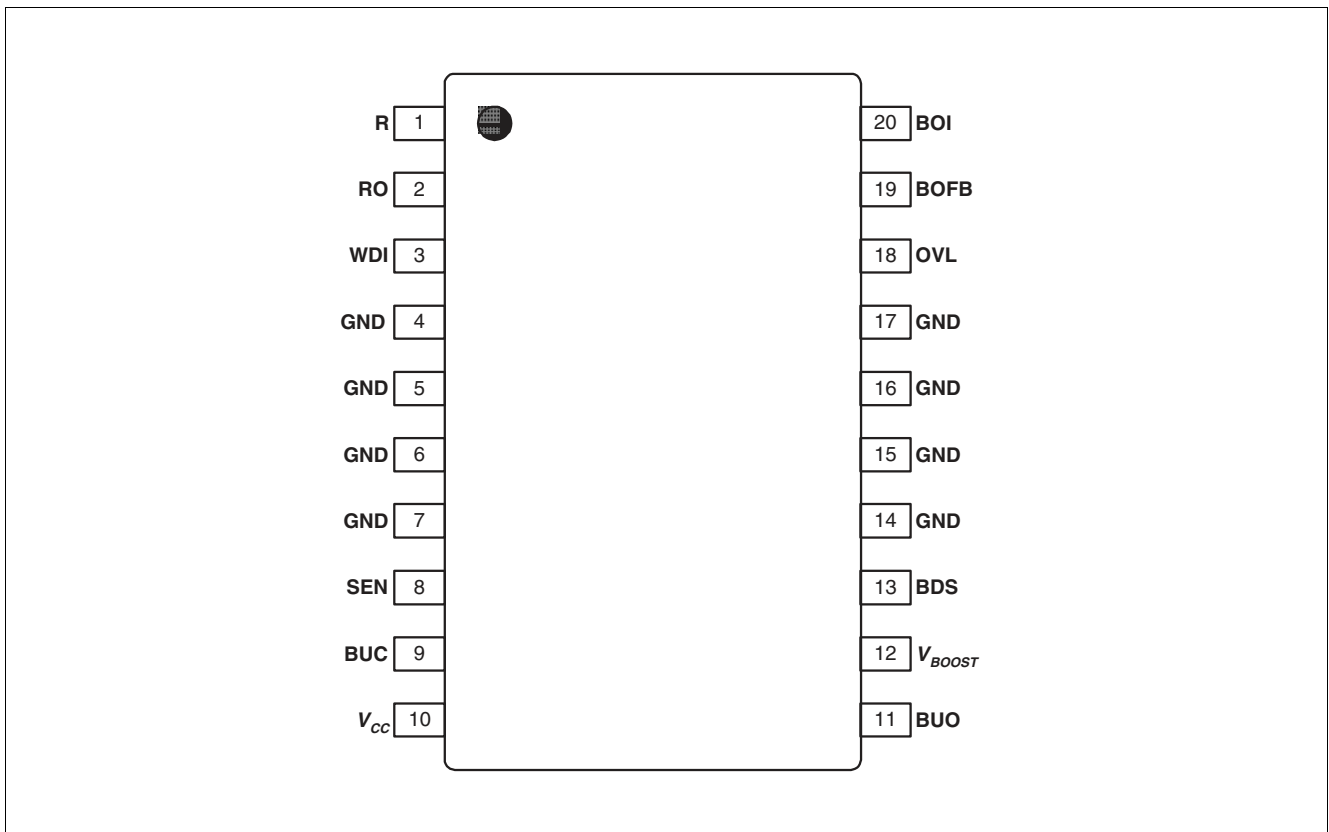 R 1 20 BOI
RO 2 19 BOFB
WDI 3 18 OVL
GND 4 17 GND
GND 5 16 GND
GND 6 15 GND
GND 7 14 GND
SEN 8 13 BDS
BUC 9 12 VBOOST
VCC 10 11 BUO